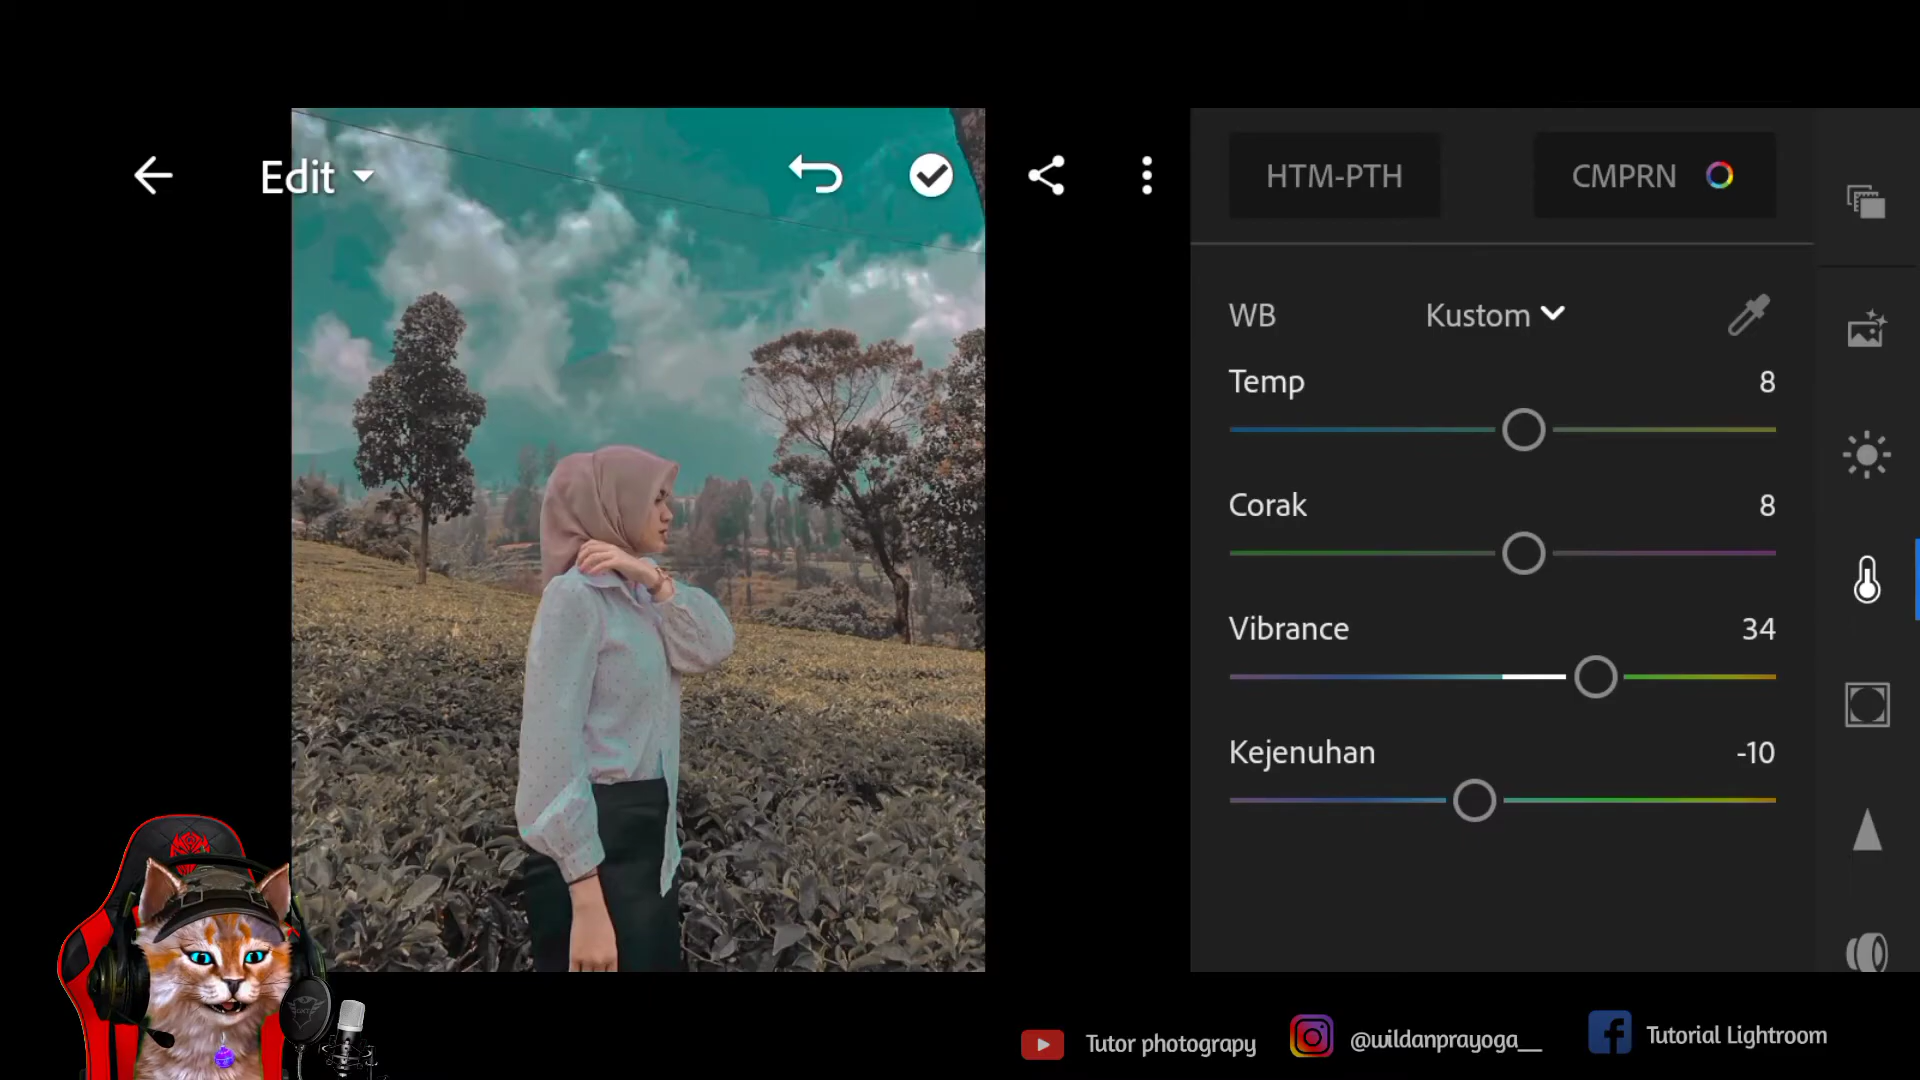 Edit
HTM-PTH
CMPRN
WB
Kustom
Temp
8
Corak
8
Vibrance
34
Kejenuhan
-10
Tutor photograpy
@wildanprayoga__
Tutorial Lightroom